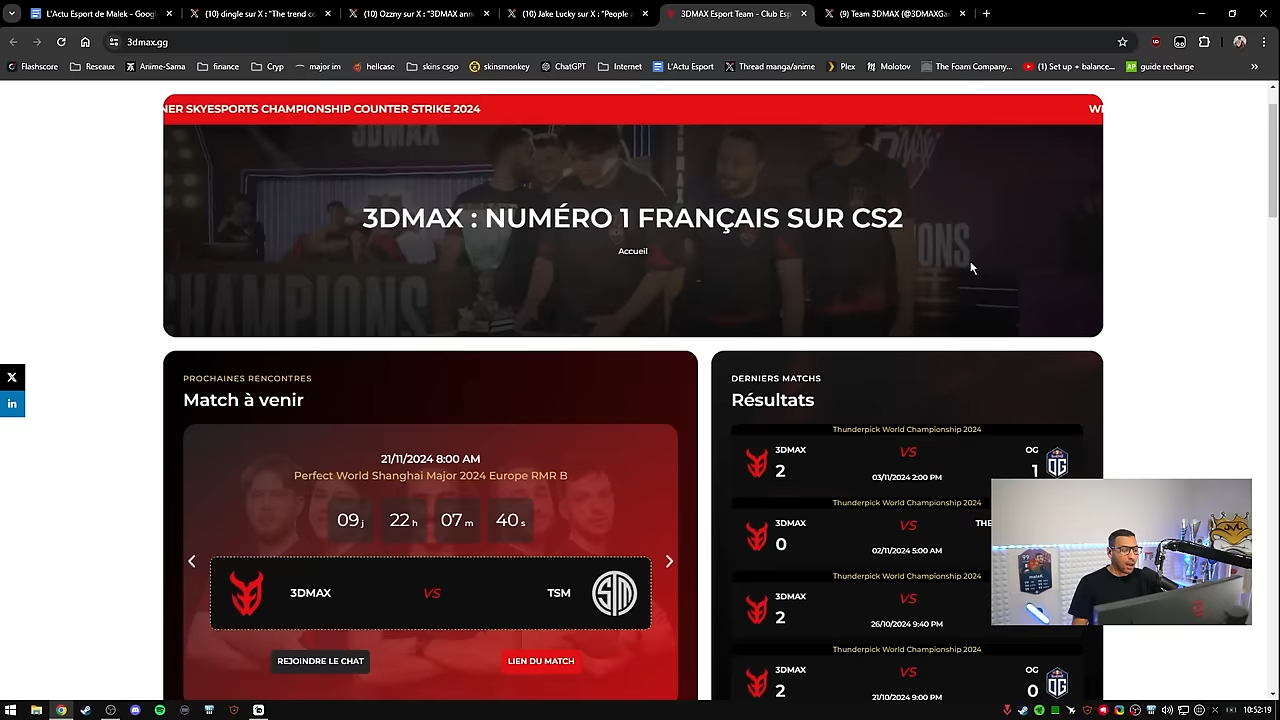 L'Actu Esport de Malek - Googl
(10) dingle sur X : "The trend c
(10) Ozzny sur X : "3DMAX ann
(10) Jake Lucky sur X : "People a
3DMAX Esport Team - Club Esp
(9) Team 3DMAX (@3DMAXGa
3dmax.gg
Flashscore
Reseaux
Anime-Sama
finance
Cryp
major im
hellcase
skins csgo
skinsmonkey
ChatGPT
Internet
L'Actu Esport
Thread manga/anime
Plex
Molotov
The Foam Company...
(1) Set up + balance...
guide recharge
NER SKYESPORTS CHAMPIONSHIP COUNTER STRIKE 2024
WI
3DMAX : NUMÉRO 1 FRANÇAIS SUR CS2
Accueil
PROCHAINES RENCONTRES
Match à venir
21/11/2024 8:00 AM
Perfect World Shanghai Major 2024 Europe RMR B
09 j 22 h 07 m 40 s
3DMAX VS TSM
REJOINDRE LE CHAT
LIEN DU MATCH
DERNIERS MATCHS
Résultats
Thunderpick World Championship 2024
3DMAX VS OG
2 1
03/11/2024 2:00 PM
Thunderpick World Championship 2024
3DMAX VS THE
0
02/11/2024 5:00 AM
Thunderpick World Championship 2024
3DMAX VS
2
26/10/2024 9:40 PM
Thunderpick World Championship 2024
3DMAX VS OG
2 0
21/10/2024 9:00 PM
10:52:19